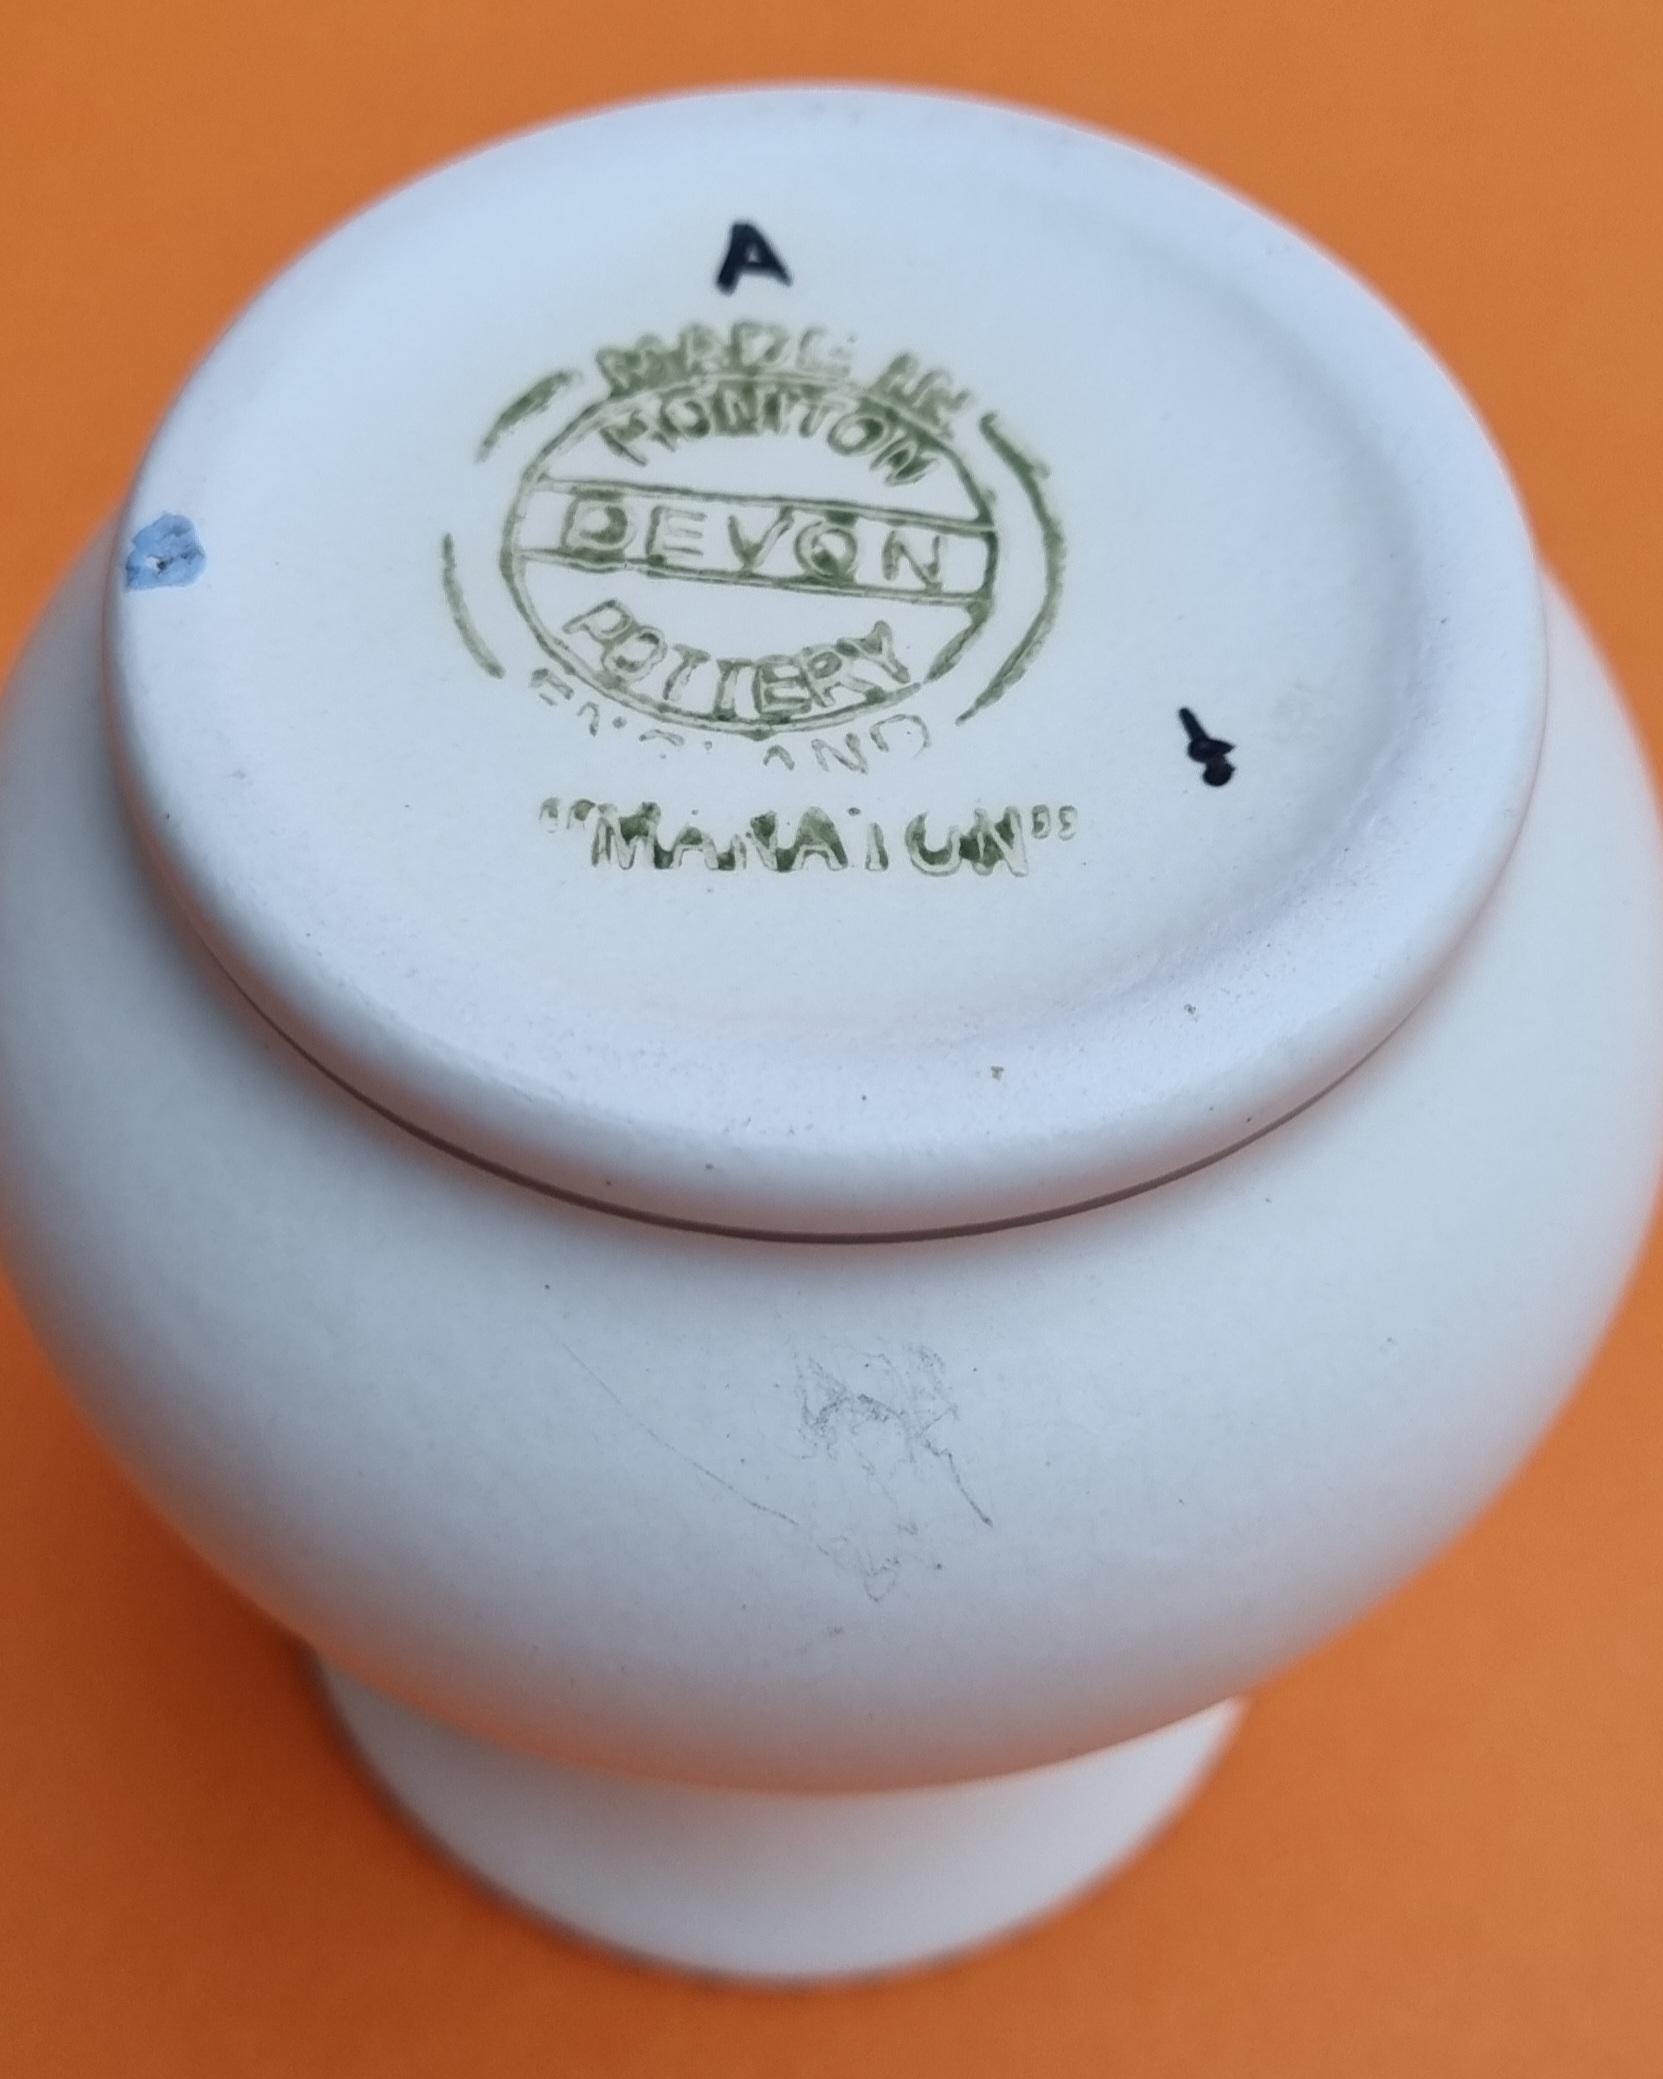 A
MADE IN
HONITON
DEVON
POTTERY
ENGLAND
"MANATON"